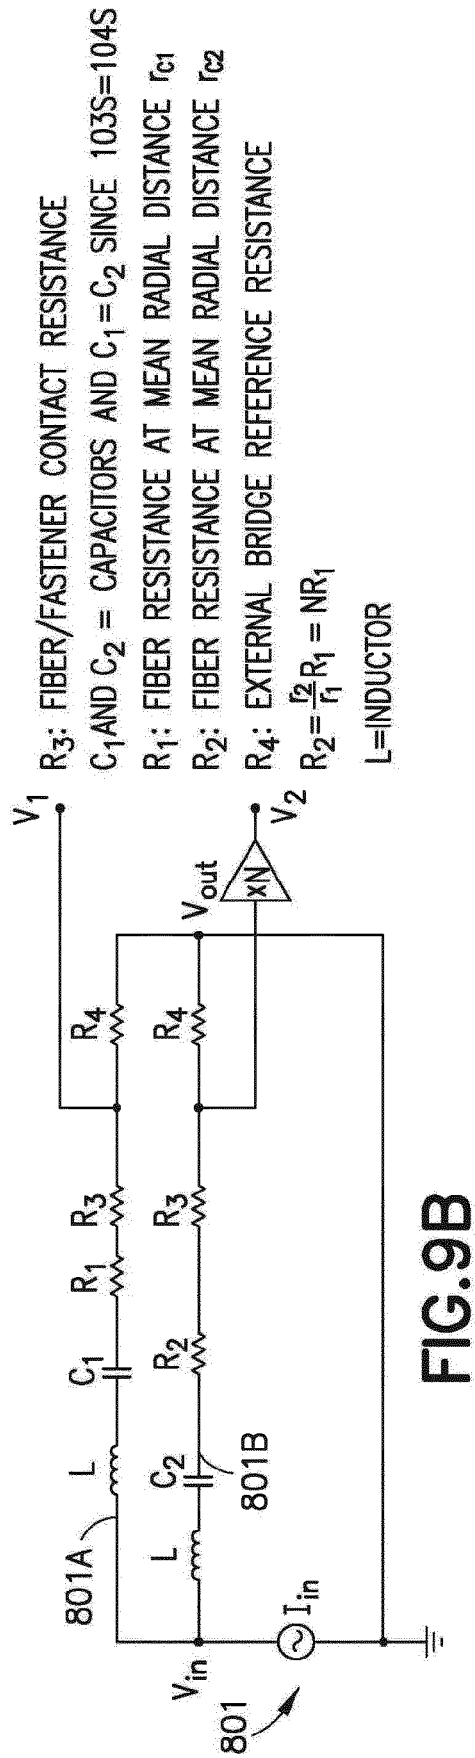 V₁
R₃: FIBER/FASTENER CONTACT RESISTANCE
C₁ AND C₂ = CAPACITORS AND C₁ = C₂ SINCE 103S=104S
R₁: FIBER RESISTANCE AT MEAN RADIAL DISTANCE rC1
R₂: FIBER RESISTANCE AT MEAN RADIAL DISTANCE rC2
R₄: EXTERNAL BRIDGE REFERENCE RESISTANCE
R₂ = r₂/r₁ R₁ = NR₁
L=INDUCTOR
801A
L
C₁
R₁
R₃
R₄
Vout
xN
V₂
Vin
L
C₂
R₂
R₃
R₄
801B
801
Iin
FIG.9B